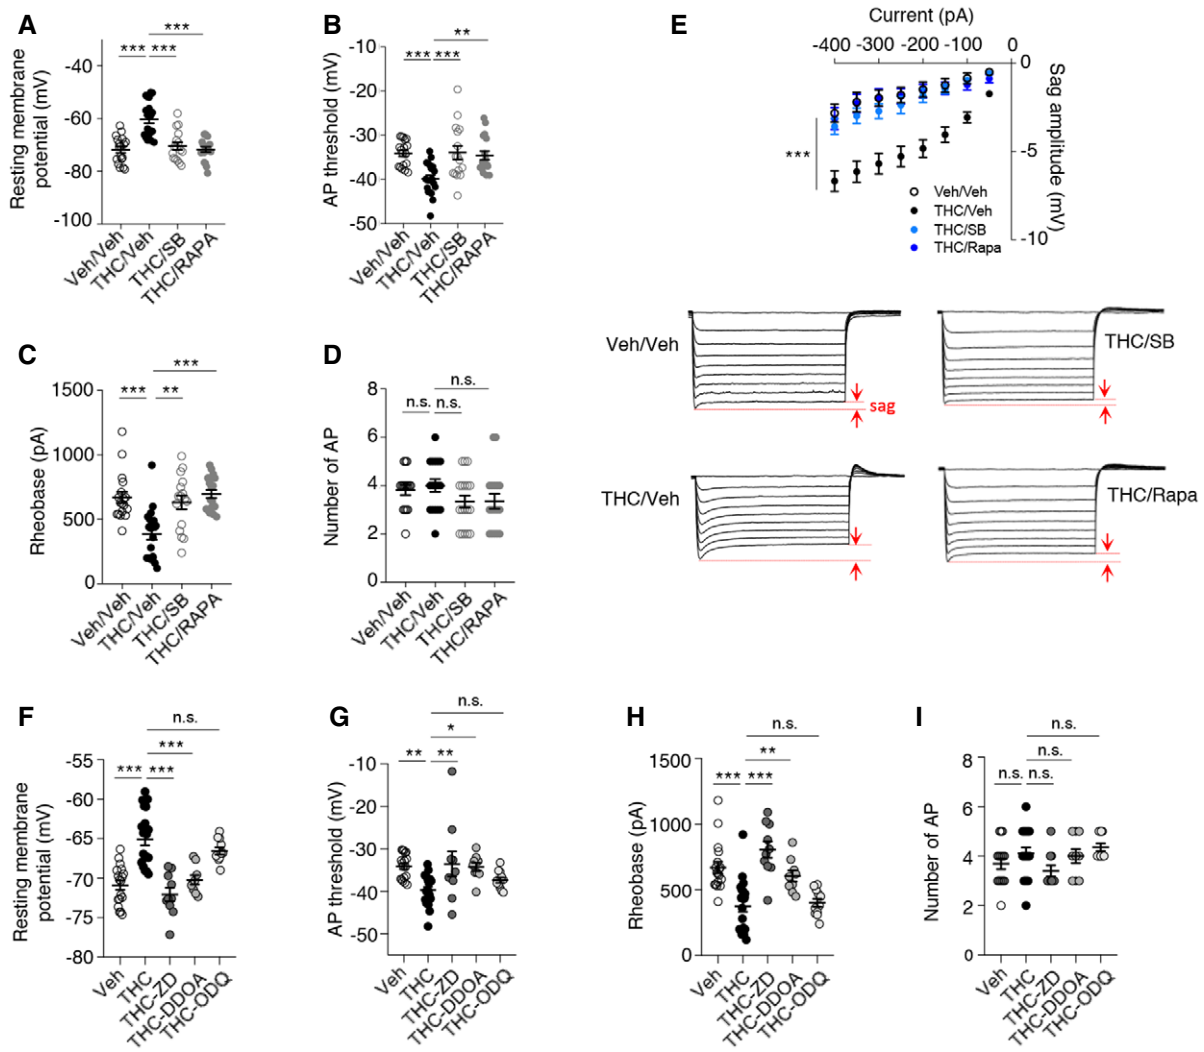 A
***
*** ***
Resting membrane
potential (mV)
-40
-60
-80
-100
Veh/Veh
THC/Veh
THC/SB
THC/RAPA
B
**
*** ***
AP threshold (mV)
-10
-20
-30
-40
-50
Veh/Veh
THC/Veh
THC/SB
THC/RAPA
E
Current (pA)
-400 -300 -200 -100 0
0
-5
-10
Sag amplitude (mV)
***
Veh/Veh
THC/Veh
THC/SB
THC/Rapa
Veh/Veh
sag
THC/SB
THC/Veh
THC/Rapa
C
***
*** **
Rheobase (pA)
1500
1000
500
0
Veh/Veh
THC/Veh
THC/SB
THC/RAPA
D
n.s.
n.s. n.s.
Number of AP
8
6
4
2
0
Veh/Veh
THC/Veh
THC/SB
THC/RAPA
F
n.s.
***
*** ***
Resting membrane
potential (mV)
-55
-60
-65
-70
-75
-80
Veh
THC
THC-ZD
THC-DDOA
THC-ODQ
G
n.s.
*
** **
AP threshold (mV)
-10
-20
-30
-40
-50
Veh
THC
THC-ZD
THC-DDOA
THC-ODQ
H
n.s.
**
*** ***
Rheobase (pA)
1500
1000
500
0
Veh
THC
THC-ZD
THC-DDOA
THC-ODQ
I
n.s.
n.s.
n.s. n.s.
Number of AP
8
6
4
2
0
Veh
THC
THC-ZD
THC-DDOA
THC-ODQ